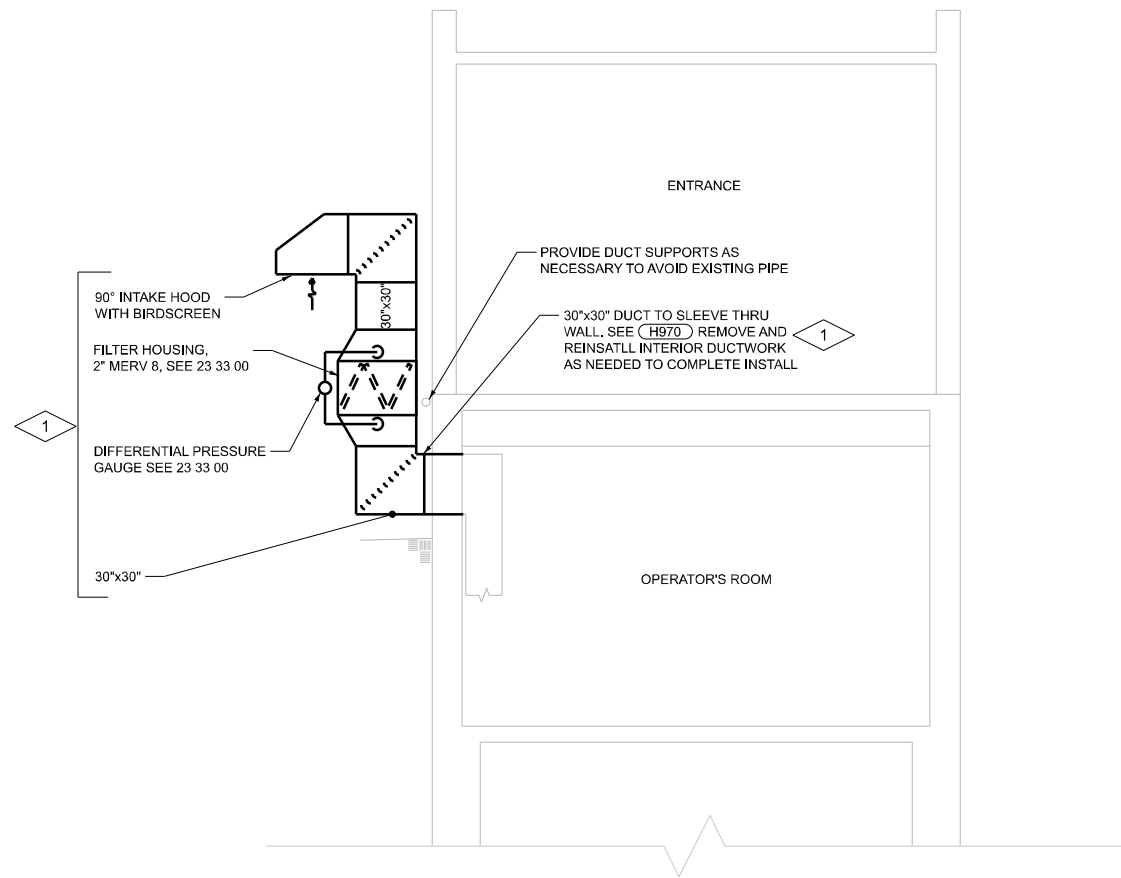 ENTRANCE
PROVIDE DUCT SUPPORTS AS
NECESSARY TO AVOID EXISTING PIPE
90° INTAKE HOOD
WITH BIRDSCREEN
30"x30"
30"x30" DUCT TO SLEEVE THRU
WALL. SEE H970 REMOVE AND
REINSATLL INTERIOR DUCTWORK
AS NEEDED TO COMPLETE INSTALL
1
FILTER HOUSING,
2" MERV 8, SEE 23 33 00
1
DIFFERENTIAL PRESSURE
GAUGE SEE 23 33 00
30"x30"
OPERATOR'S ROOM